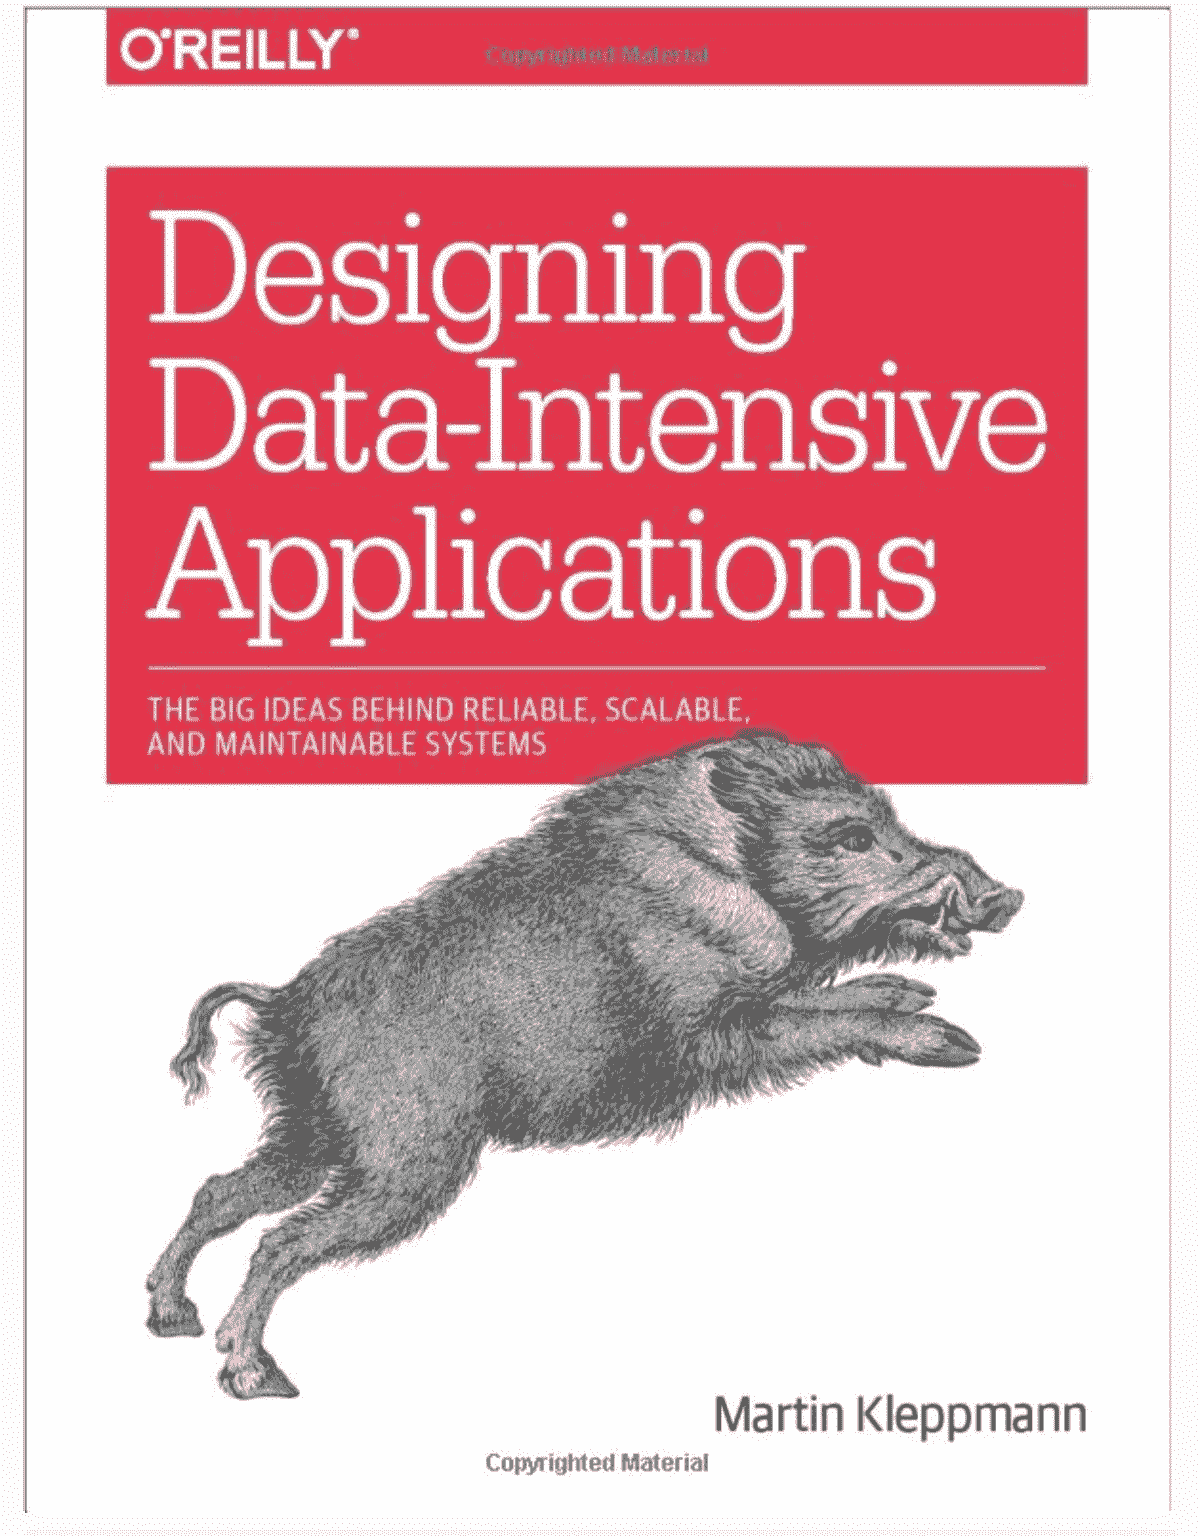 O'REILLY®
Copyrighted Material
Designing
Data-Intensive
Applications
THE BIG IDEAS BEHIND RELIABLE, SCALABLE,
AND MAINTAINABLE SYSTEMS
Martin Kleppmann
Copyrighted Material